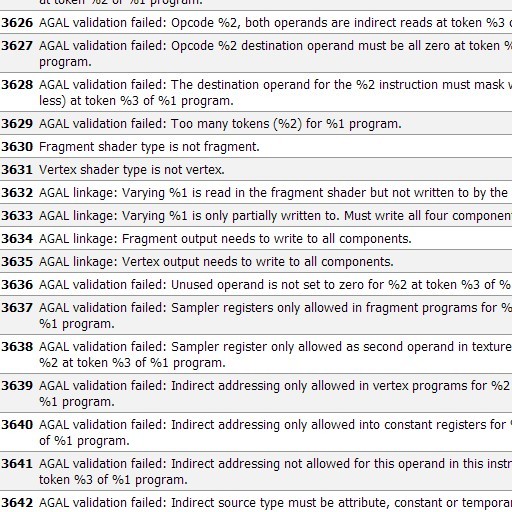 at token %2 of %1 program.
3626 AGAL validation failed: Opcode %2, both operands are indirect reads at token %3
3627 AGAL validation failed: Opcode %2 destination operand must be all zero at token
program.
3628 AGAL validation failed: The destination operand for the %2 instruction must mask
less) at token %3 of %1 program.
3629 AGAL validation failed: Too many tokens (%2) for %1 program.
3630 Fragment shader type is not fragment.
3631 Vertex shader type is not vertex.
3632 AGAL linkage: Varying %1 is read in the fragment shader but not written to by the
3633 AGAL linkage: Varying %1 is only partially written to. Must write all four componen
3634 AGAL linkage: Fragment output needs to write to all components.
3635 AGAL linkage: Vertex output needs to write to all components.
3636 AGAL validation failed: Unused operand is not set to zero for %2 at token %3 of %
3637 AGAL validation failed: Sampler registers only allowed in fragment programs for %
%1 program.
3638 AGAL validation failed: Sampler register only allowed as second operand in texture
%2 at token %3 of %1 program.
3639 AGAL validation failed: Indirect addressing only allowed in vertex programs for %2
%1 program.
3640 AGAL validation failed: Indirect addressing only allowed into constant registers for
of %1 program.
3641 AGAL validation failed: Indirect addressing not allowed for this operand in this instr
token %3 of %1 program.
3642 AGAL validation failed: Indirect source type must be attribute, constant or tempora